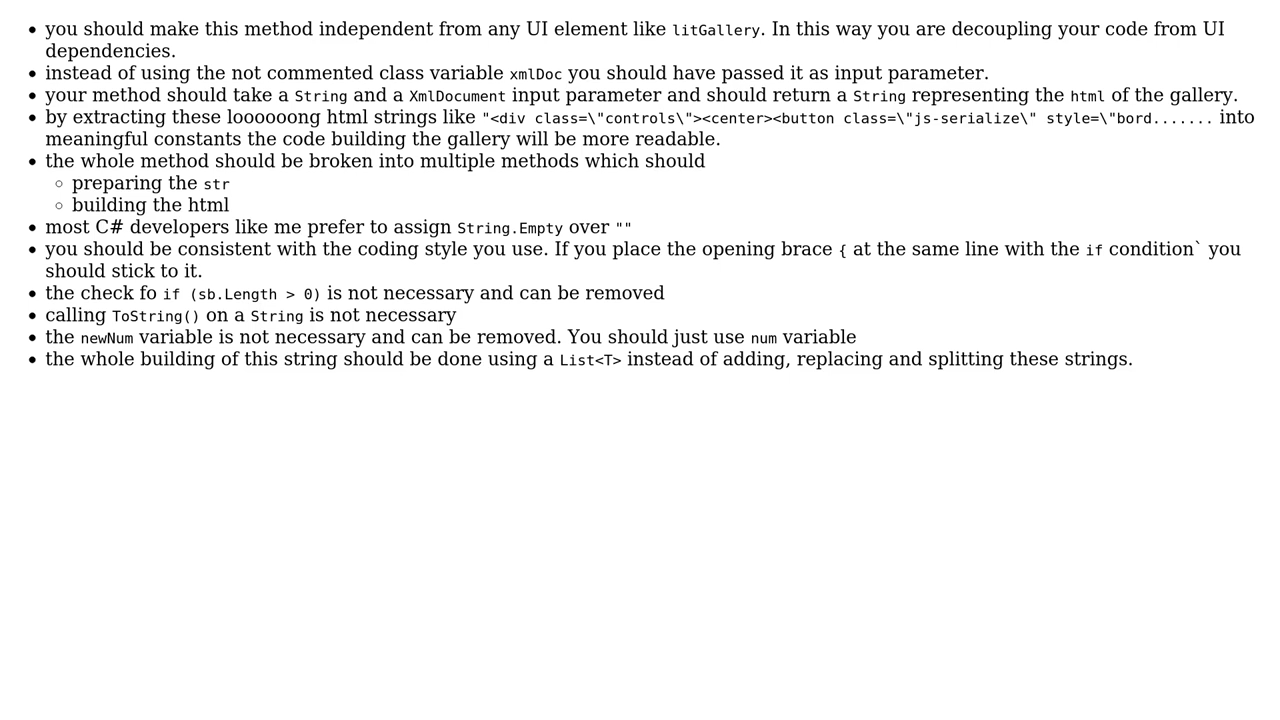 you should make this method independent from any UI element like litGallery. In this way you are decoupling your code from UI
dependencies.
instead of using the not commented class variable xmlDoc you should have passed it as input parameter.
your method should take a String and a XmlDocument input parameter and should return a String representing the html of the gallery.
by extracting these loooooong html strings like "<div class=\"controls\"><center><button class=\"js-serialize\" style=\"bord....... into
meaningful constants the code building the gallery will be more readable.
the whole method should be broken into multiple methods which should
preparing the str
building the html
most C# developers like me prefer to assign String.Empty over ""
you should be consistent with the coding style you use. If you place the opening brace { at the same line with the if condition` you
should stick to it.
the check fo if (sb.Length > 0) is not necessary and can be removed
calling ToString() on a String is not necessary
the newNum variable is not necessary and can be removed. You should just use num variable
the whole building of this string should be done using a List<T> instead of adding, replacing and splitting these strings.